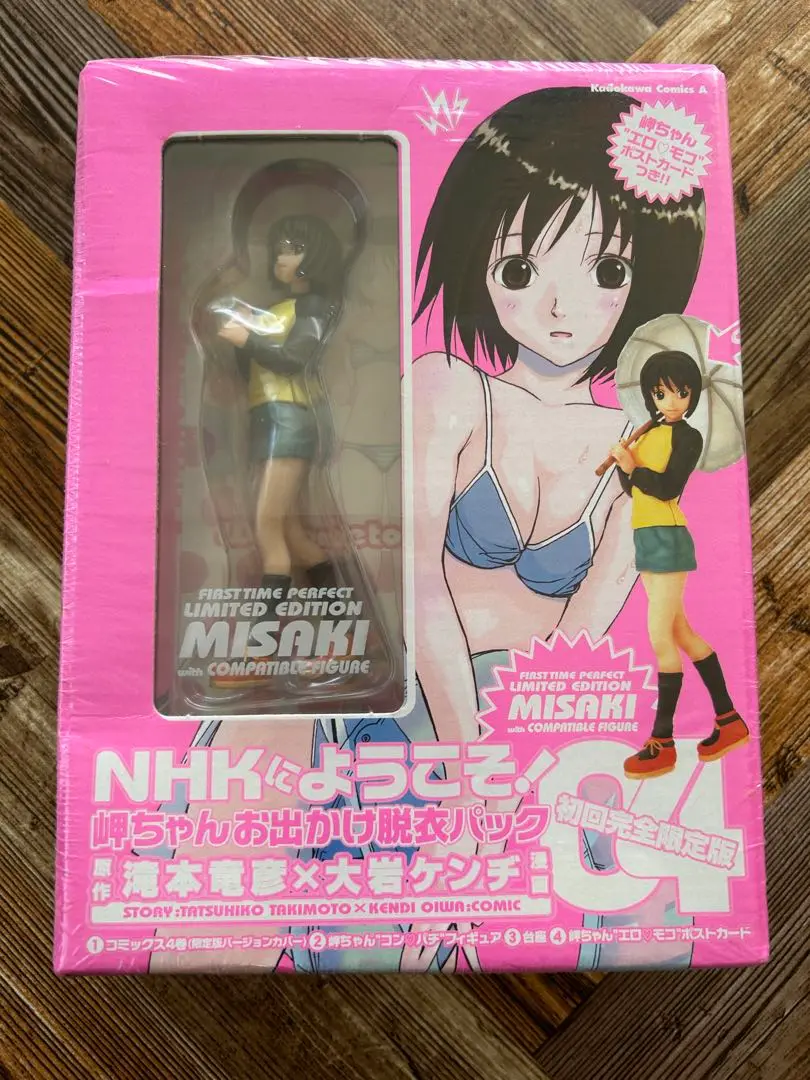 Kadokawa Comics A
岬ちゃん
"エロ♡モコ"
ポストカード
つき!!
FIRST TIME PERFECT
LIMITED EDITION
MISAKI
with COMPATIBLE FIGURE
FIRST TIME PERFECT
LIMITED EDITION
MISAKI
with COMPATIBLE FIGURE
NHKにようこそ!
04
岬ちゃんお出かけ脱衣パック
初回完全限定版
原作 滝本竜彦×大岩ケンヂ 漫画
STORY:TATSUHIKO TAKIMOTO×KENDI OIWA:COMIC
①コミックス4巻(限定版バージョンカバー)②岬ちゃん"コン♡パチ"フィギュア③台座④岬ちゃん"エロ♡モコ"ポストカード